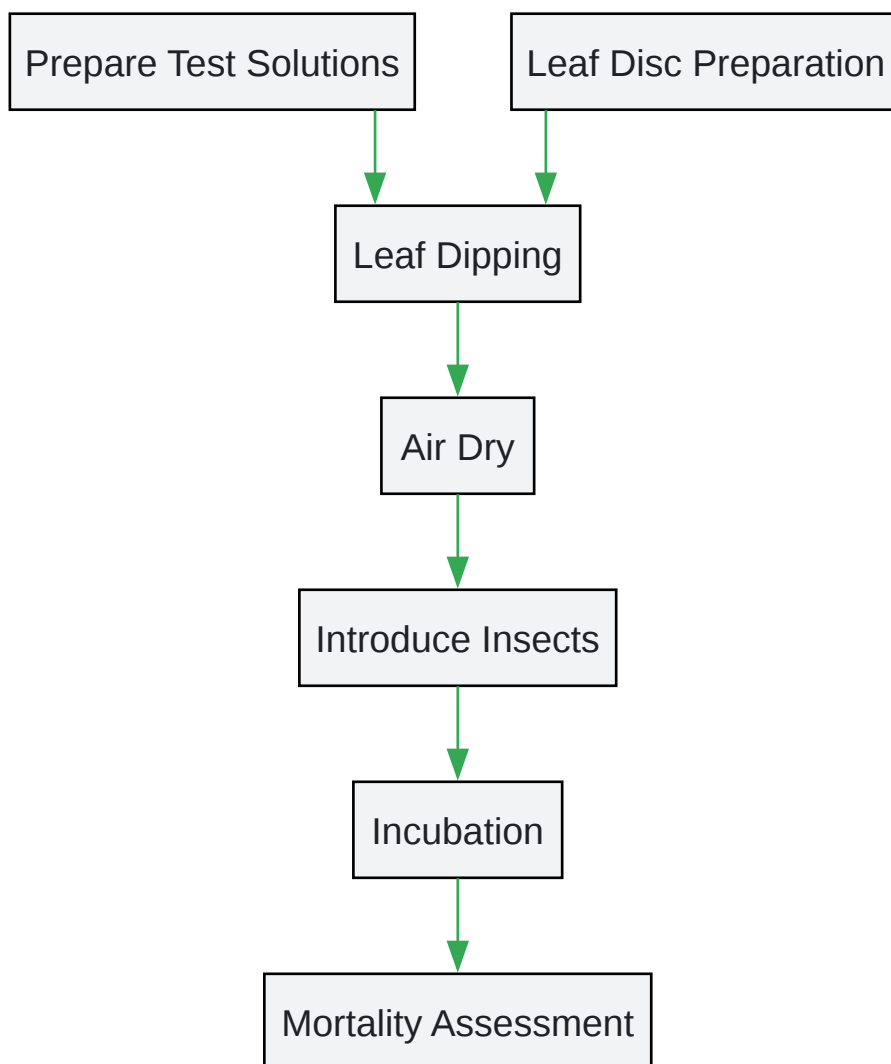 Prepare Test Solutions
Leaf Disc Preparation
Leaf Dipping
Air Dry
Introduce Insects
Incubation
Mortality Assessment